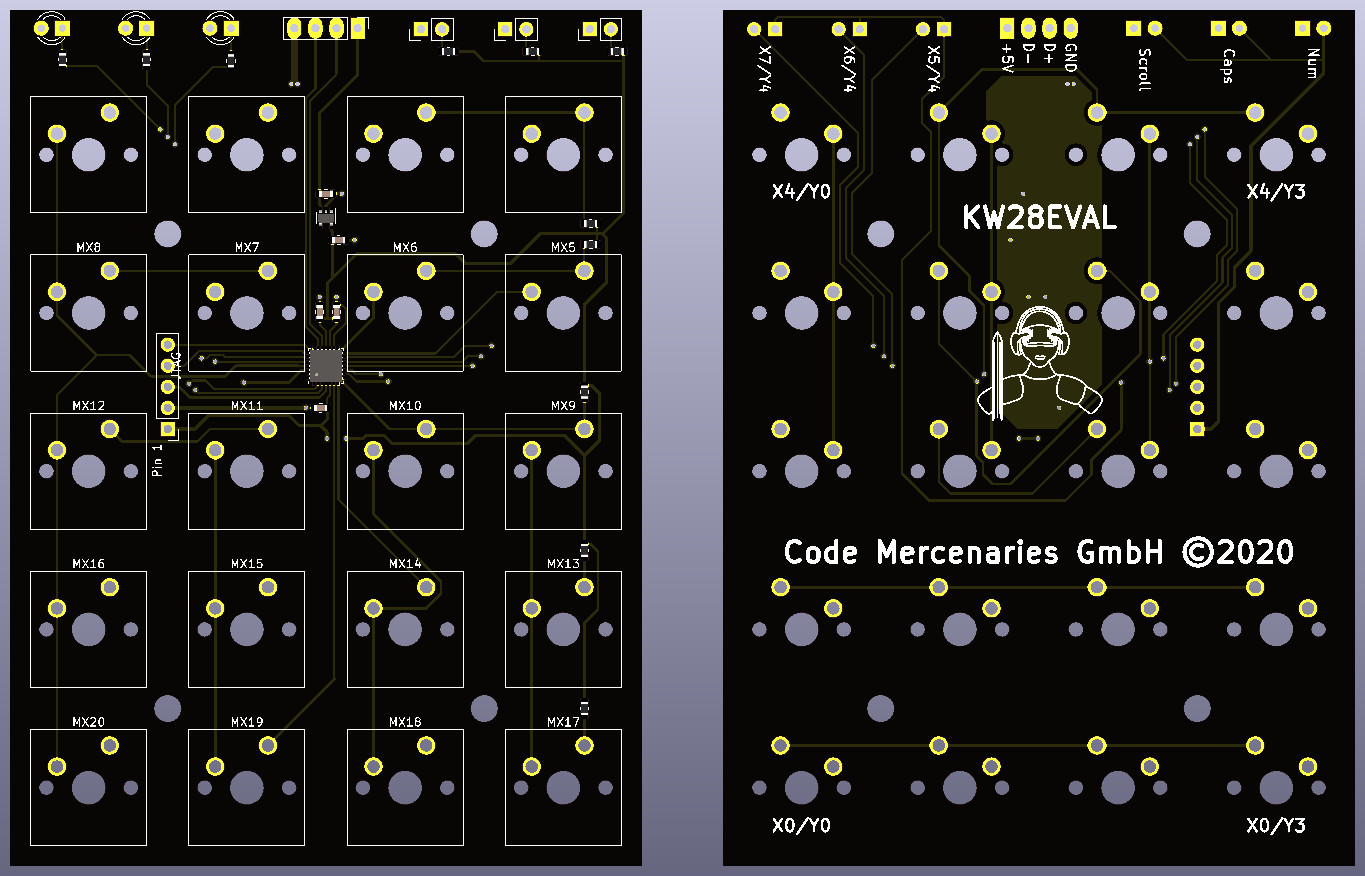 MX8
MX7
MX6
MX5
JTAG
MX12
MX11
MX10
MX9
Pin 1
MX16
MX15
MX14
MX13
MX20
MX19
MX18
MX17
X7/Y4
X6/Y4
X5/Y4
+5V
D-
D+
GND
Scroll
Caps
Num
X4/Y0
X4/Y3
KW28EVAL
Code Mercenaries GmbH ©2020
X0/Y0
X0/Y3